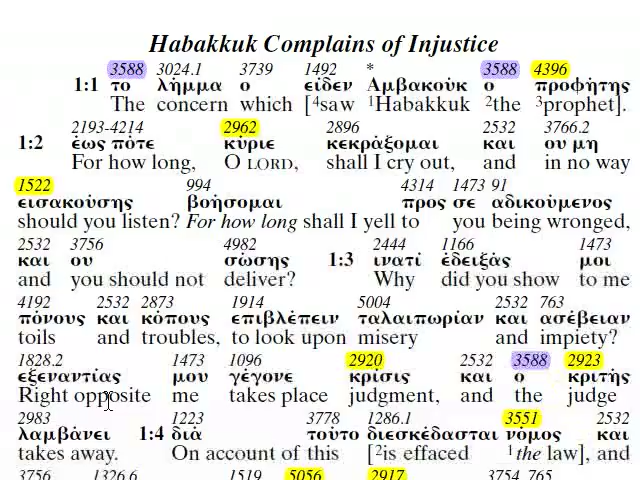 Habakkuk Complains of Injustice
3588 3024.1 3739 1492 * 3588 4396
1:1 το λήμμα ο είδεν Αμβακούκ ο προφήτης
The concern which [4saw 1Habakkuk 2the 3prophet].
2193-4214 2962 2896 2532 3766.2
1:2 έως πότε κύριε κεκράξομαι και ου μη
For how long, O LORD, shall I cry out, and in no way
1522 994 4314 1473 91
εισακούσης βοήσομαι προς σε αδικούμενος
should you listen? For how long shall I yell to you being wronged,
2532 3756 4982 2444 1166 1473
και ου σώσης 1:3 ινατί έδειξάς μοι
and you should not deliver? Why did you show to me
4192 2532 2873 1914 5004 2532 763
πόνους και κόπους επιβλέπειν ταλαιπωρίαν και ασέβειαν
toils and troubles, to look upon misery and impiety?
1828.2 1473 1096 2920 2532 3588 2923
εξεναντίας μου γέγονε κρίσις και ο κριτής
Right opposite me takes place judgment, and the judge
2983 1223 3778 1286.1 3551 2532
λαμβάνει 1:4 διά τούτο διεσκέδασται νόμος και
takes away. On account of this [2is effaced 1the law], and
3756 1326.6 1519 5056 2917 3754 765